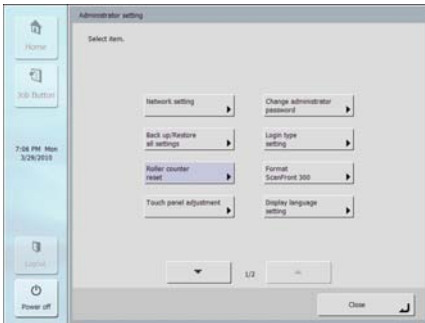 Administrator setting
Select item.
Home
Job Button
7:06 PM Mon
3/29/2010
Logout
Power off
Network setting
Change administrator
password
Back up/Restore
all settings
Login type
setting
Roller counter
reset
Format
ScanFront 300
Touch panel adjustment
Display language
setting
1/2
Close